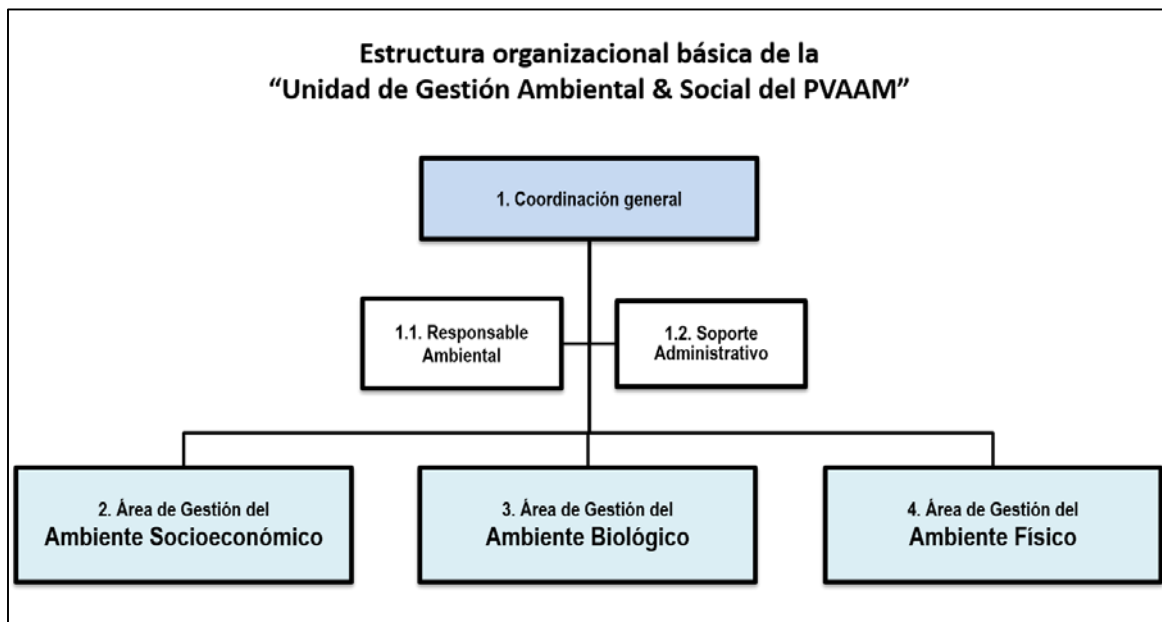 Estructura organizacional básica de la
“Unidad de Gestión Ambiental & Social del PVAAM”
1. Coordinación general
1.1. Responsable
Ambiental
1.2. Soporte
Administrativo
2. Área de Gestión del
Ambiente Socioeconómico
3. Área de Gestión del
Ambiente Biológico
4. Área de Gestión del
Ambiente Físico